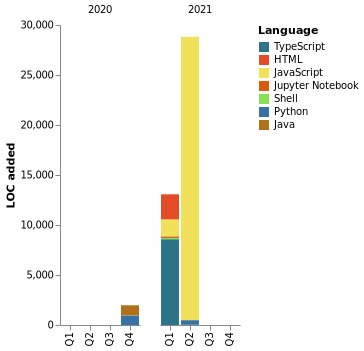 2020 2021
Language
TypeScript
HTML
JavaScript
Jupyter Notebook
Shell
Python
Java
LOC added
30,000
25,000
20,000
15,000
10,000
5,000
0
Q1 Q2 Q3 Q4 Q1 Q2 Q3 Q4